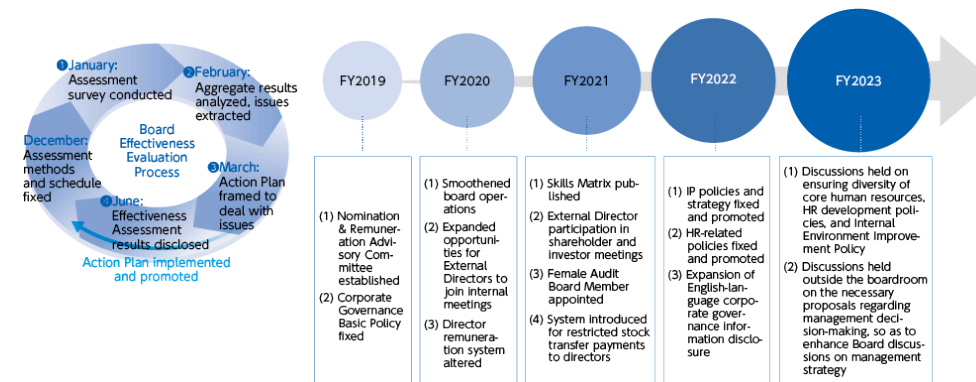 ❶January:
Assessment
survey conducted
❷February:
Aggregate results
analyzed, issues
extracted
❸March:
Action Plan
framed to
deal with
issues
❹June:
Effectiveness
Assessment
results disclosed
December:
Assessment
methods
and schedule
fixed
Board
Effectiveness
Evaluation
Process
Action Plan implemented
and promoted
FY2019
(1) Nomination
& Remuner-
ation Advi-
sory Com-
mittee
established
(2) Corporate
Governance
Basic Policy
fixed
FY2020
(1) Smoothened
board oper-
ations
(2) Expanded
opportuni-
ties for
External
Directors to
join internal
meetings
(3) Director
remunera-
tion system
altered
FY2021
(1) Skills Matrix pub-
lished
(2) External Director
participation in
shareholder and
investor meetings
(3) Female Audit
Board Member
appointed
(4) System introduced
for restricted stock
transfer payments
to directors
FY2022
(1) IP policies and
strategy fixed
and promoted
(2) HR-related
policies fixed
and promoted
(3) Expansion of
English-lan-
guage corpo-
rate gover-
nance infor-
mation disclo-
sure
FY2023
(1) Discussions held on
ensuring diversity of
core human resources,
HR development poli-
cies, and Internal
Environment Improve-
ment Policy
(2) Discussions held
outside the boardroom
on the necessary
proposals regarding
management deci-
sion-making, so as to
enhance Board discus-
sions on management
strategy